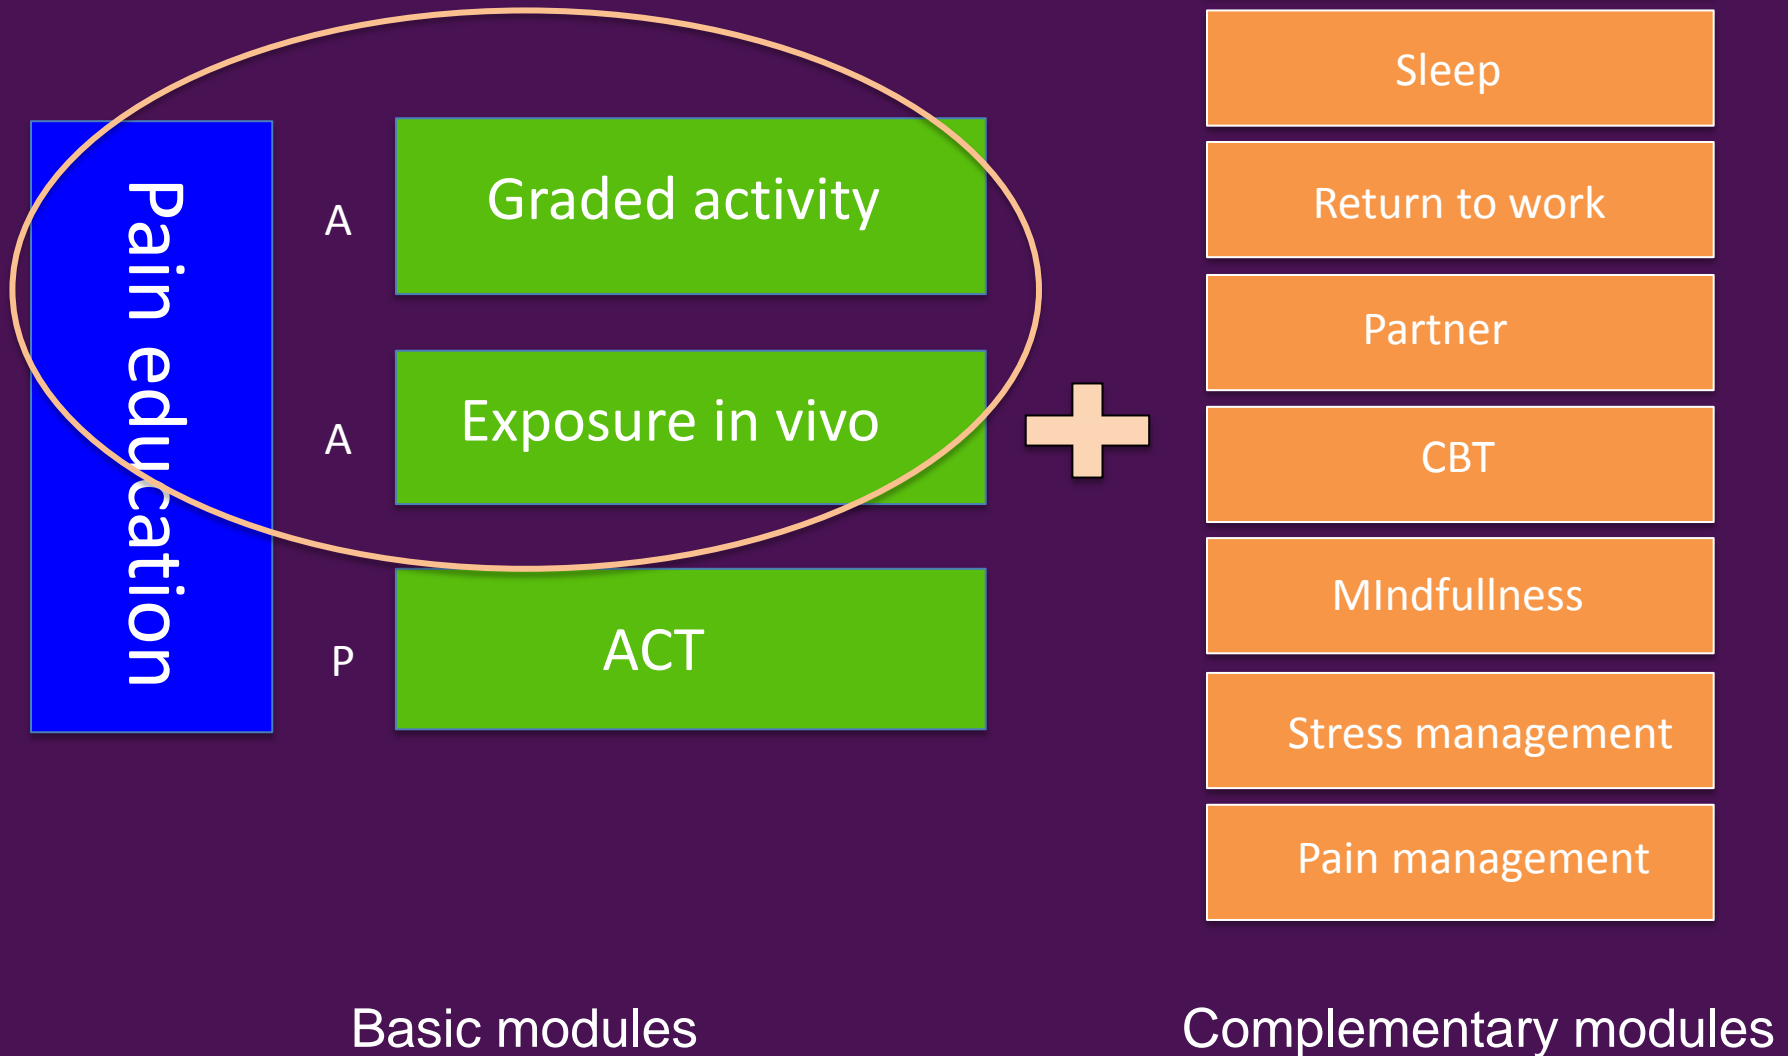 Pain education
A
Graded activity
A
Exposure in vivo
P
ACT
Sleep
Return to work
Partner
CBT
MIndfullness
Stress management
Pain management
Basic modules
Complementary modules